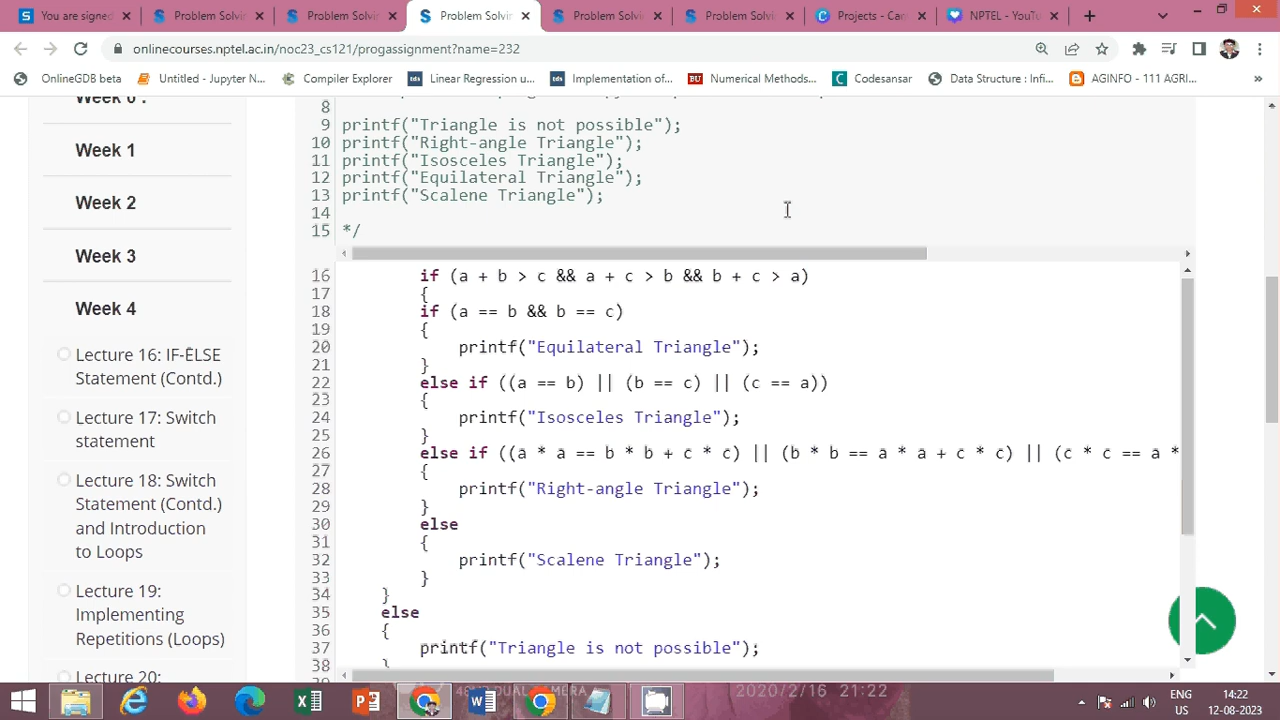 You are signed
Problem Solvin
Problem Solvin
Problem Solvin
Problem Solvin
Problem Solvin
Projects - Can
NPTEL - YouTu
onlinecourses.nptel.ac.in/noc23_cs121/progassignment?name=232
OnlineGDB beta
Untitled - Jupyter N...
Compiler Explorer
Linear Regression u...
Implementation of...
Numerical Methods...
Codesansar
Data Structure : Infi...
AGINFO - 111 AGRI...
»
Week 1
Week 2
Week 3
Week 4
Lecture 16: IF-ELSE
Statement (Contd.)
Lecture 17: Switch
statement
Lecture 18: Switch
Statement (Contd.)
and Introduction
to Loops
Lecture 19:
Implementing
Repetitions (Loops)
Lecture 20:
8
9 printf("Triangle is not possible");
10 printf("Right-angle Triangle");
11 printf("Isosceles Triangle");
12 printf("Equilateral Triangle");
13 printf("Scalene Triangle");
14
15 */
16 if (a + b > c && a + c > b && b + c > a)
17 {
18 if (a == b && b == c)
19 {
20 printf("Equilateral Triangle");
21 }
22 else if ((a == b) || (b == c) || (c == a))
23 {
24 printf("Isosceles Triangle");
25 }
26 else if ((a * a == b * b + c * c) || (b * b == a * a + c * c) || (c * c == a *
27 {
28 printf("Right-angle Triangle");
29 }
30 else
31 {
32 printf("Scalene Triangle");
33 }
34 }
35 else
36 {
37 printf("Triangle is not possible");
38 }
2020/2/16 21:22
ENG
US
14:22
12-08-2023